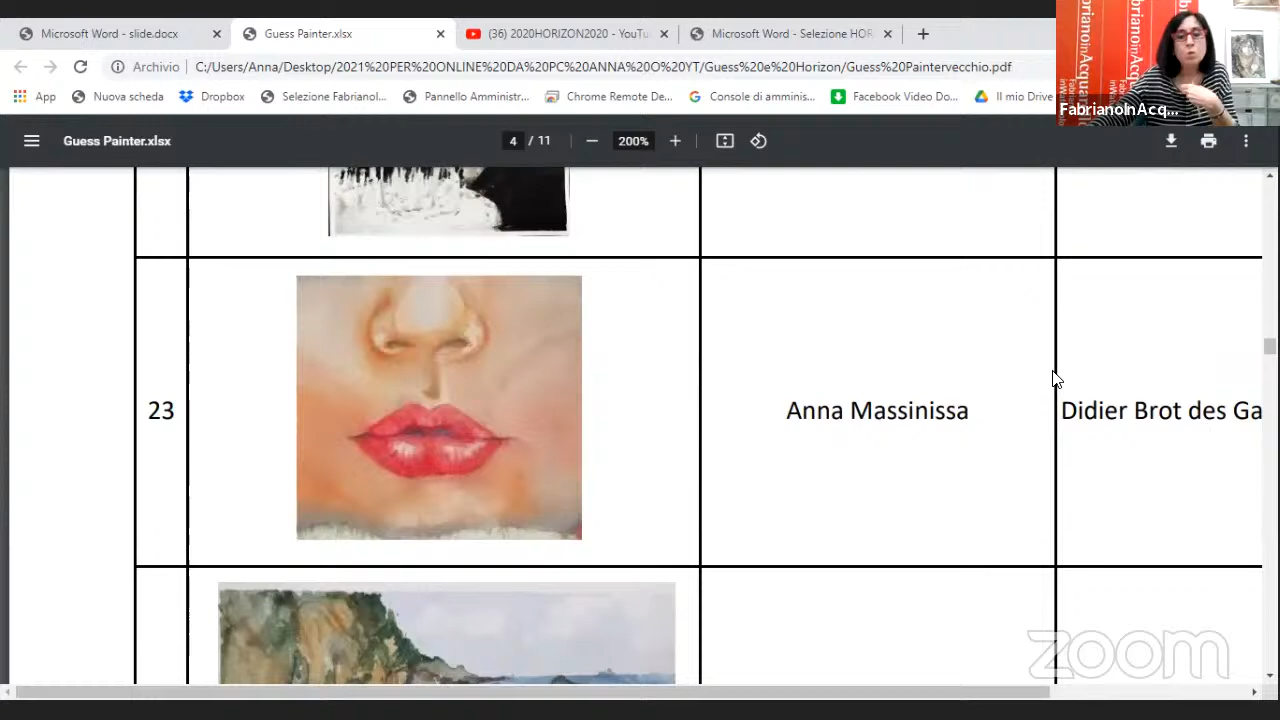 Microsoft Word - slide.docx
Guess Painter.xlsx
(36) 2020HORIZON2020 - YouTu
Microsoft Word - Selezione HOR
Archivio
C:/Users/Anna/Desktop/2021%20PER%20ONLINE%20DA%20PC%20ANNA%20O%20YT/Guess%20e%20Horizon/Guess%20Paintervecchio.pdf
App
Nuova scheda
Dropbox
Selezione Fabriel...
Pannello Amministr...
Chrome Remote De...
Console di amminis...
Facebook Video Do...
Il mio Drive
FabrianoInAcq...
Guess Painter.xlsx
4 / 11
200%
23
Anna Massinissa
Didier Brot des Ga
zoom